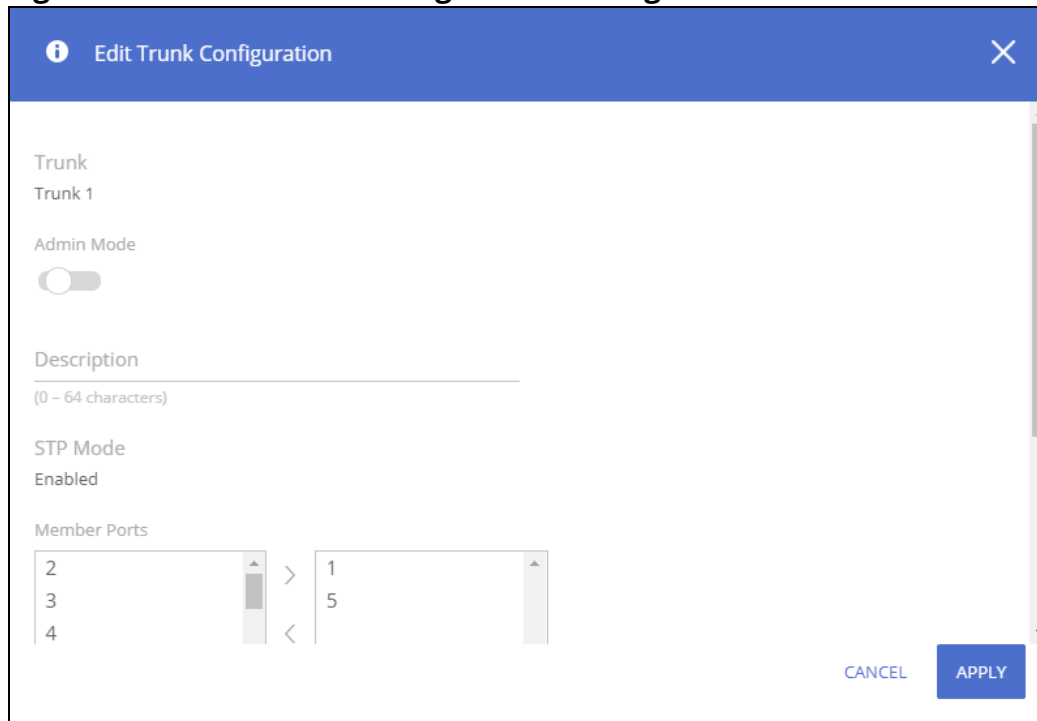 Edit Trunk Configuration
Trunk
Trunk 1
Admin Mode
Description
(0 – 64 characters)
STP Mode
Enabled
Member Ports
2 > 1
3 5
4 <
CANCEL APPLY